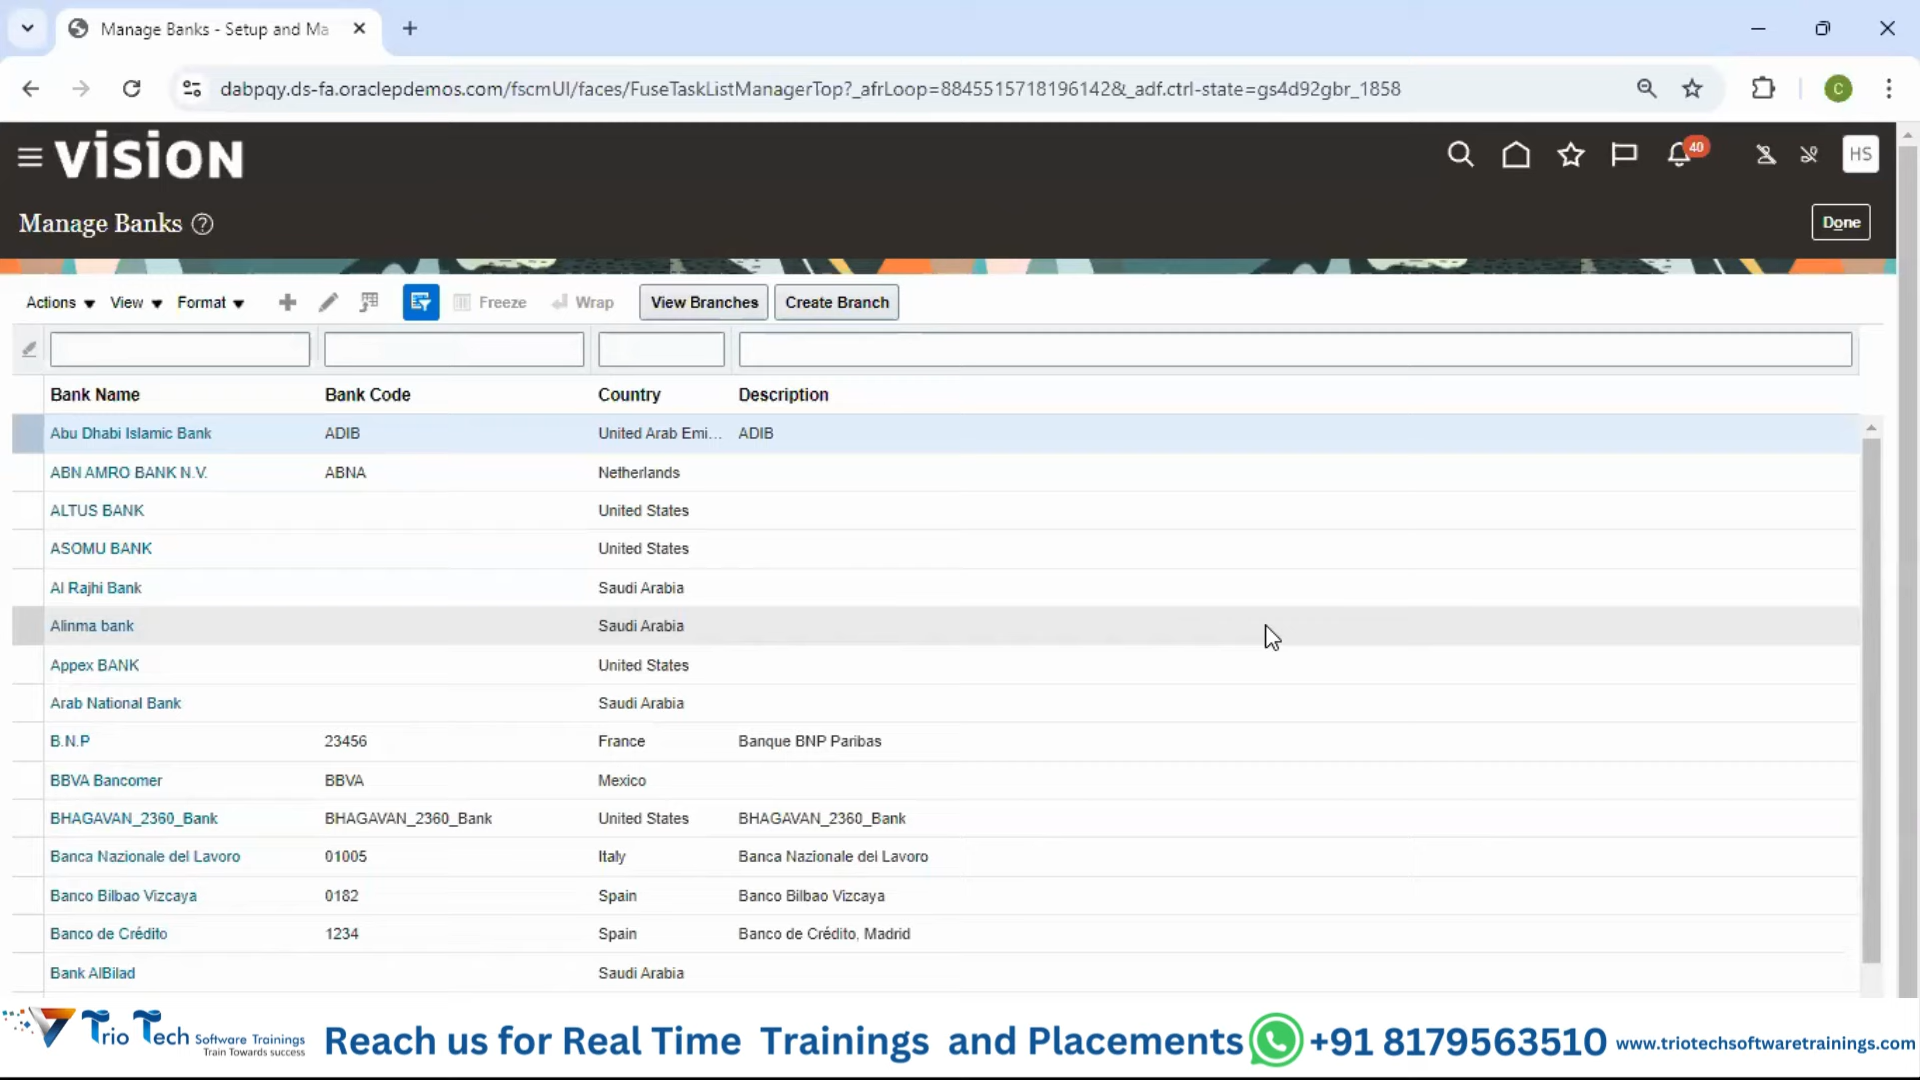 Manage Banks - Setup and Ma
dabpqy.ds-fa.oraclepdemos.com/fscmUI/faces/FuseTaskListManagerTop?_afrLoop=88455157181961428&_adf.ctrl-state=gs4d92gbr_1858
C
VISION
40
HS
Manage Banks
Done
Actions View Format Freeze Wrap View Branches Create Branch
Bank Name Bank Code Country Description
Abu Dhabi Islamic Bank ADIB United Arab Emi... ADIB
ABN AMRO BANK N.V. ABNA Netherlands
ALTUS BANK United States
ASOMU BANK United States
Al Rajhi Bank Saudi Arabia
Alinma bank Saudi Arabia
Appex BANK United States
Arab National Bank Saudi Arabia
B.N.P 23456 France Banque BNP Paribas
BBVA Bancomer BBVA Mexico
BHAGAVAN_2360_Bank BHAGAVAN_2360_Bank United States BHAGAVAN_2360_Bank
Banca Nazionale del Lavoro 01005 Italy Banca Nazionale del Lavoro
Banco Bilbao Vizcaya 0182 Spain Banco Bilbao Vizcaya
Banco de Crédito 1234 Spain Banco de Crédito, Madrid
Bank AlBilad Saudi Arabia
Trio Tech Software Trainings
Train Towards success
Reach us for Real Time Trainings and Placements +91 8179563510 www.triotechsoftwaretrainings.com